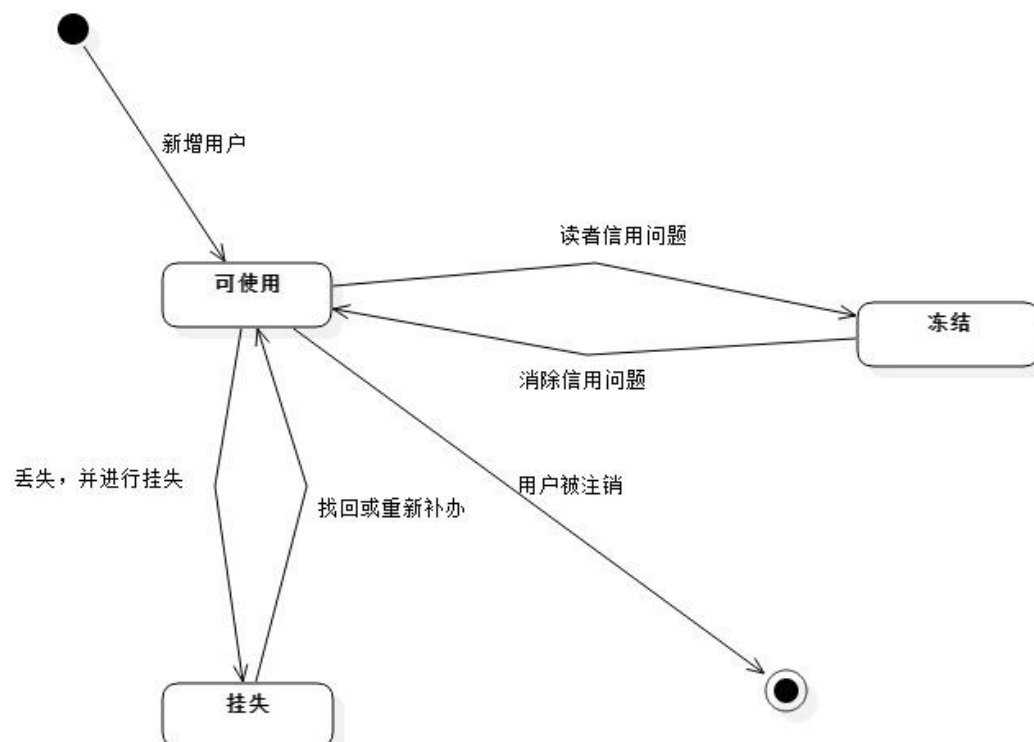 新增用户
读者信用问题
可使用
冻结
消除信用问题
丢失，并进行挂失
用户被注销
找回或重新补办
挂失